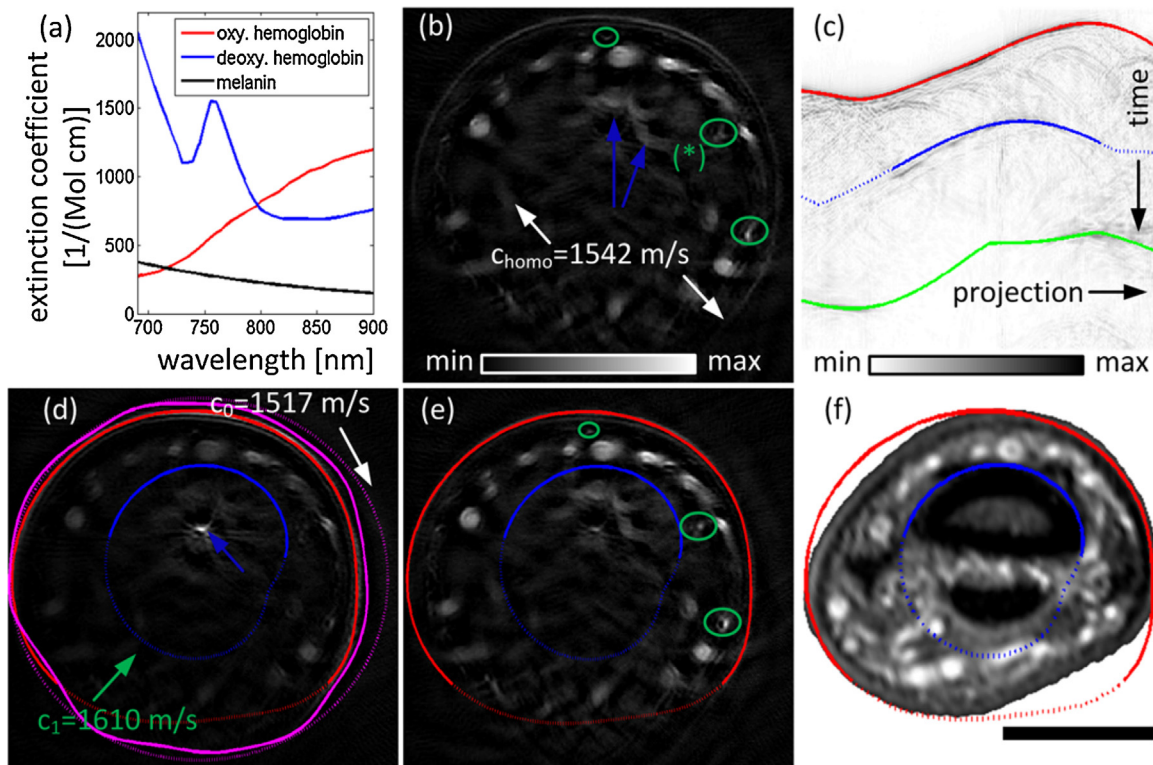 (a)
oxy. hemoglobin
deoxy. hemoglobin
melanin
extinction coefficient
[1/(Mol cm)]
2000
1500
1000
500
0
700 750 800 850 900
wavelength [nm]
(b)
(*)
c_homo=1542 m/s
min max
(c)
time
projection
min max
(d)
c₀=1517 m/s
c₁=1610 m/s
(e)
(f)